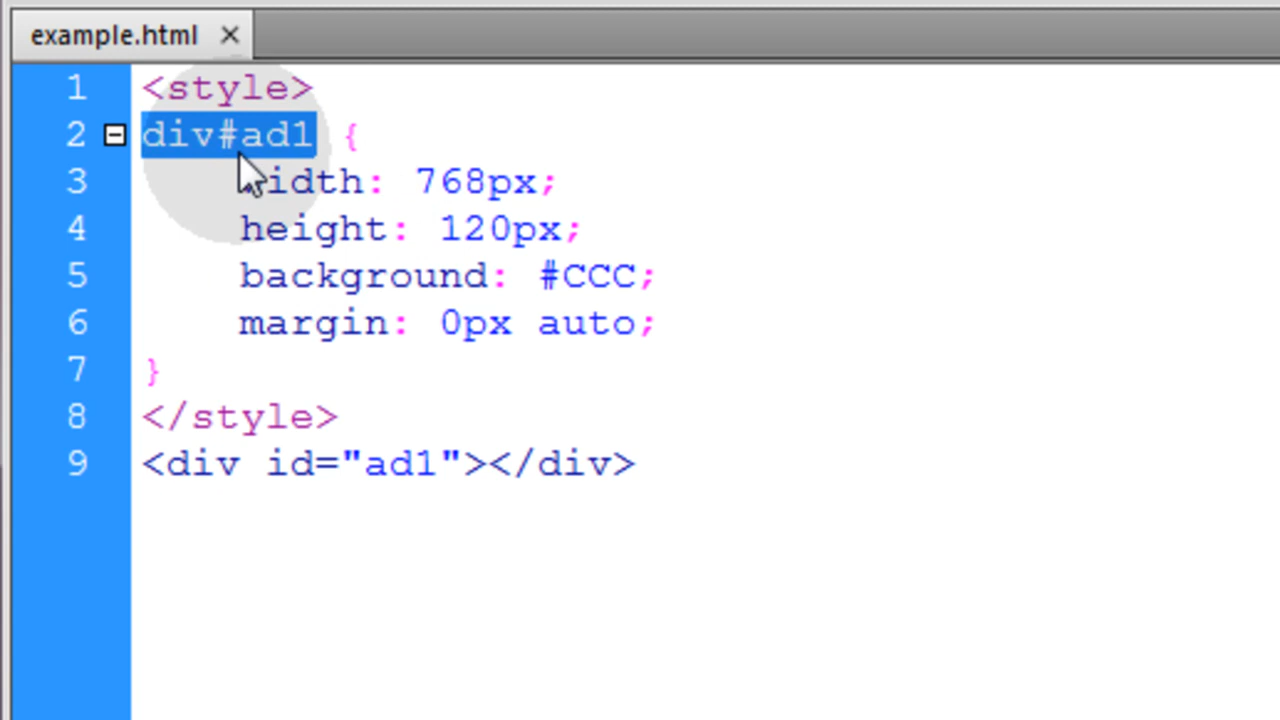 example.html ×
1 <style>
2 div#ad1 {
3 width: 768px;
4 height: 120px;
5 background: #CCC;
6 margin: 0px auto;
7 }
8 </style>
9 <div id="ad1"></div>